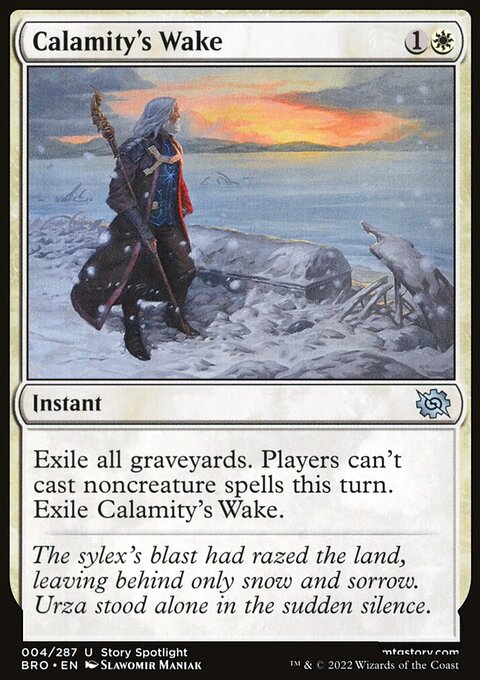 Calamity's Wake 1
Instant
Exile all graveyards. Players can't
cast noncreature spells this turn.
Exile Calamity's Wake.
The sylex's blast had razed the land,
leaving behind only snow and sorrow.
Urza stood alone in the sudden silence.
004/287 U Story Spotlight mtgstory.com
BRO • EN SLAWOMIR MANIAK ™ & © 2022 Wizards of the Coast